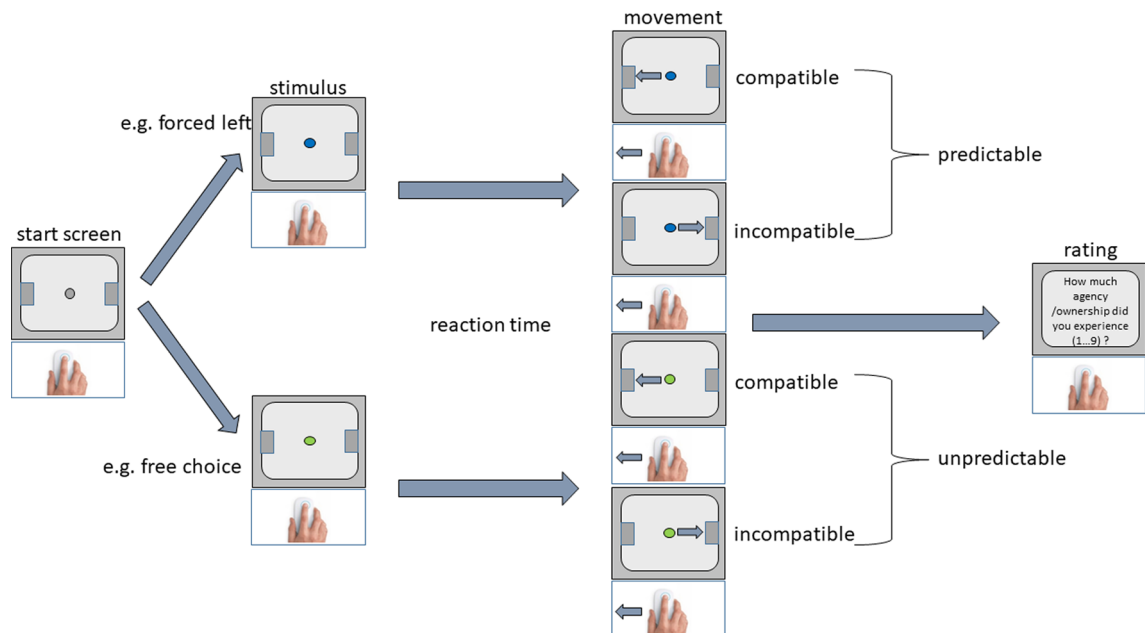 start screen
e.g. forced left
stimulus
e.g. free choice
reaction time
movement
compatible
incompatible
predictable
compatible
incompatible
unpredictable
rating
How much
agency
/ownership did
you experience
(1...9) ?